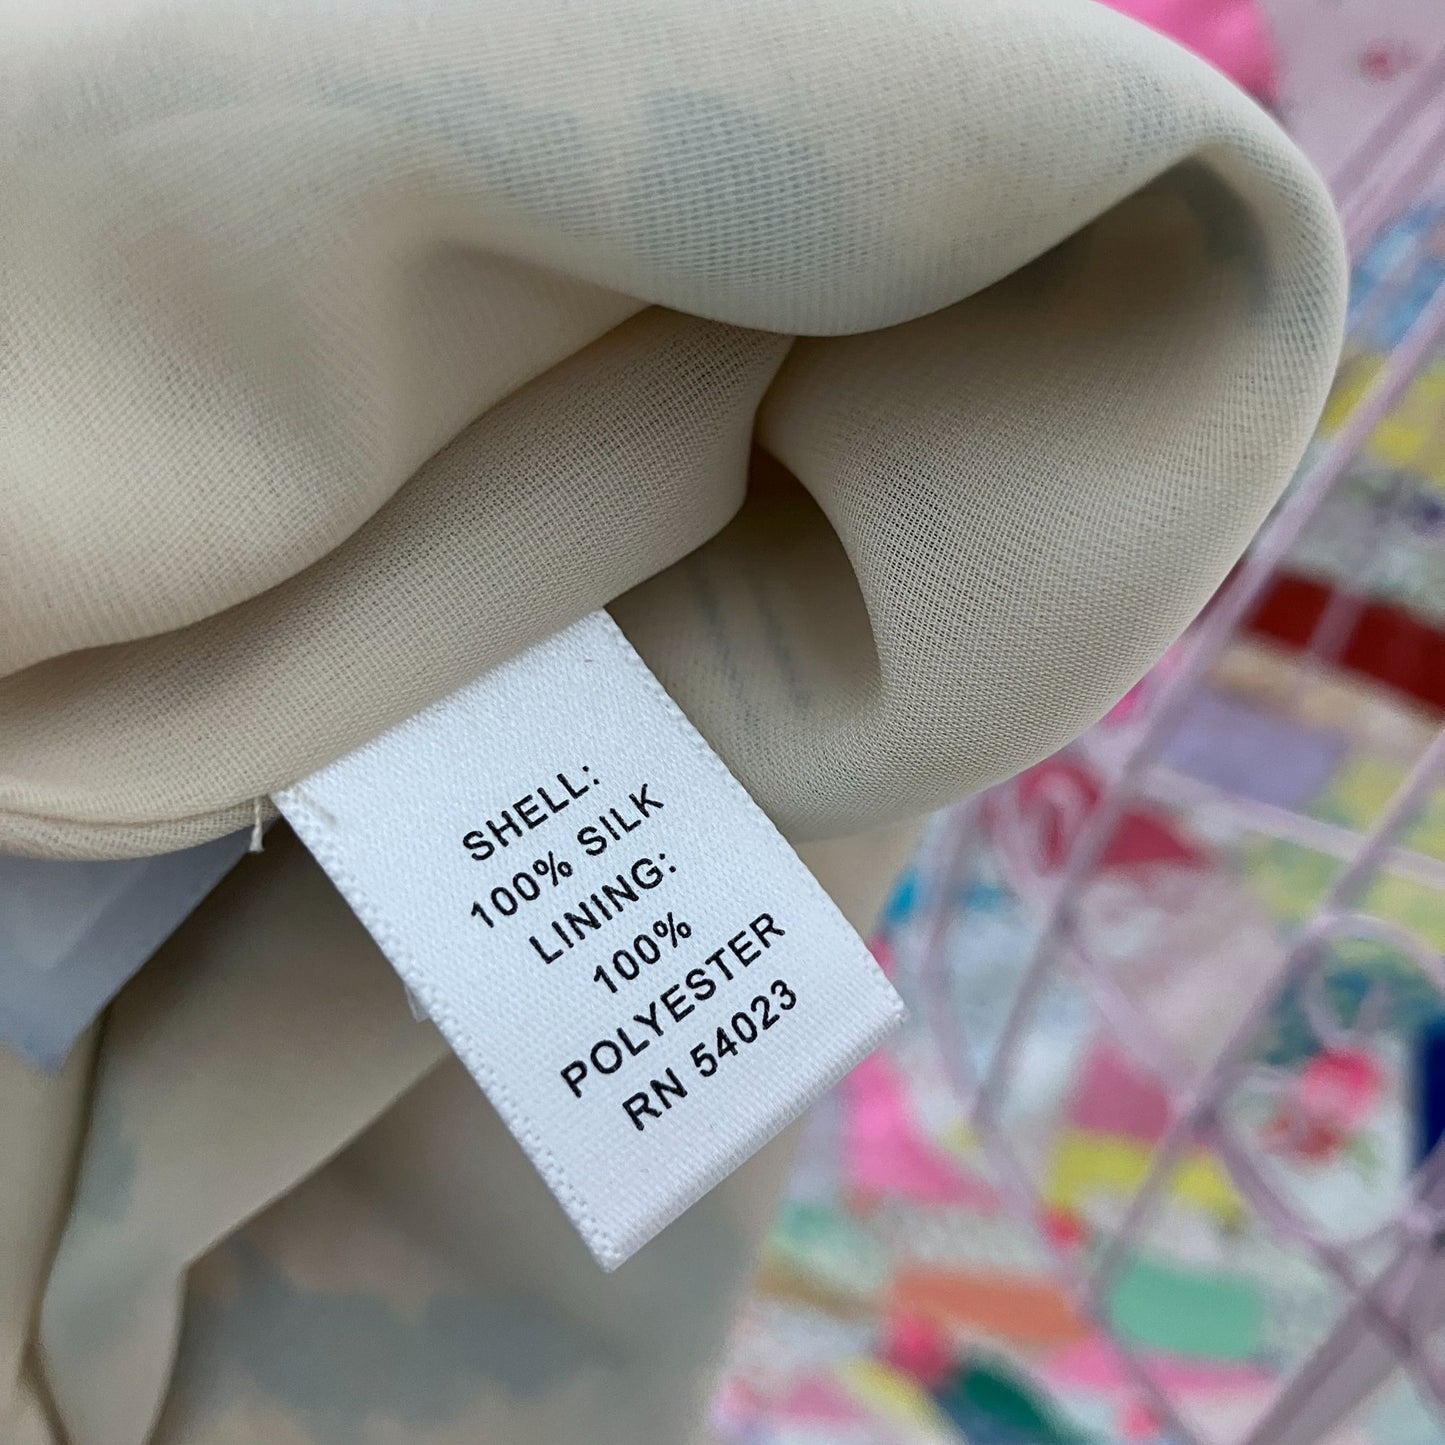 SHELL:
100% SILK
LINING:
100%
POLYESTER
RN 54023